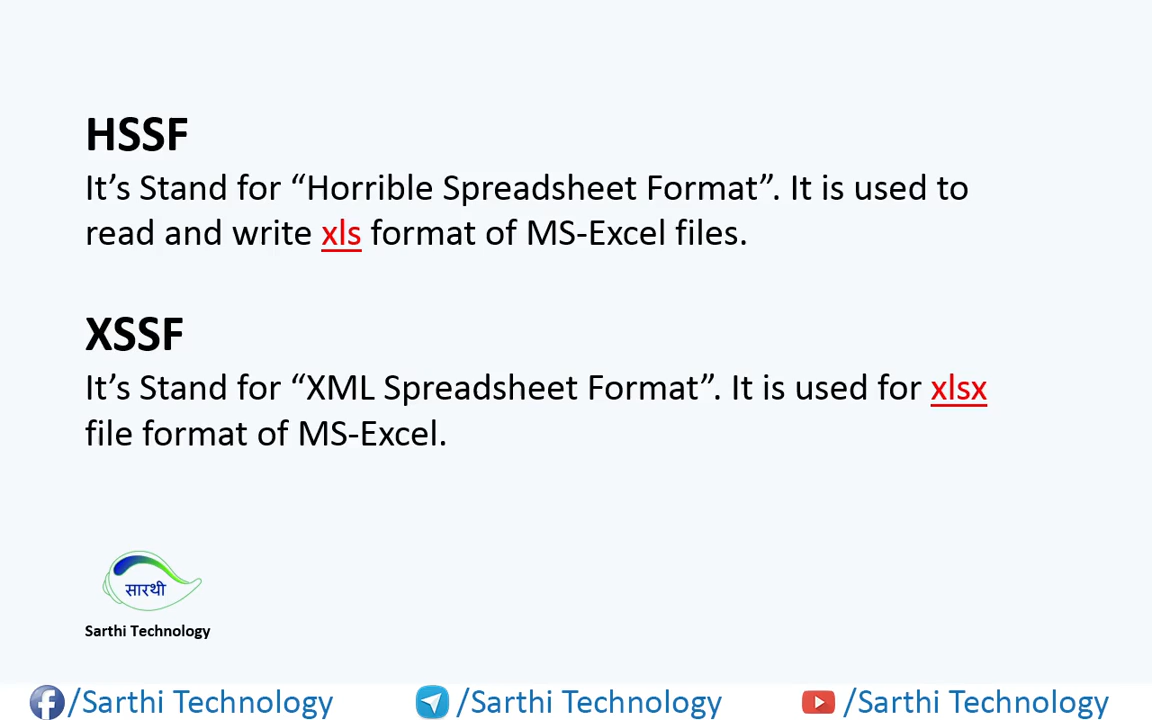 HSSF
It’s Stand for “Horrible Spreadsheet Format”. It is used to
read and write xls format of MS-Excel files.
XSSF
It’s Stand for “XML Spreadsheet Format”. It is used for xlsx
file format of MS-Excel.
सारथी
Sarthi Technology
/Sarthi Technology /Sarthi Technology /Sarthi Technology